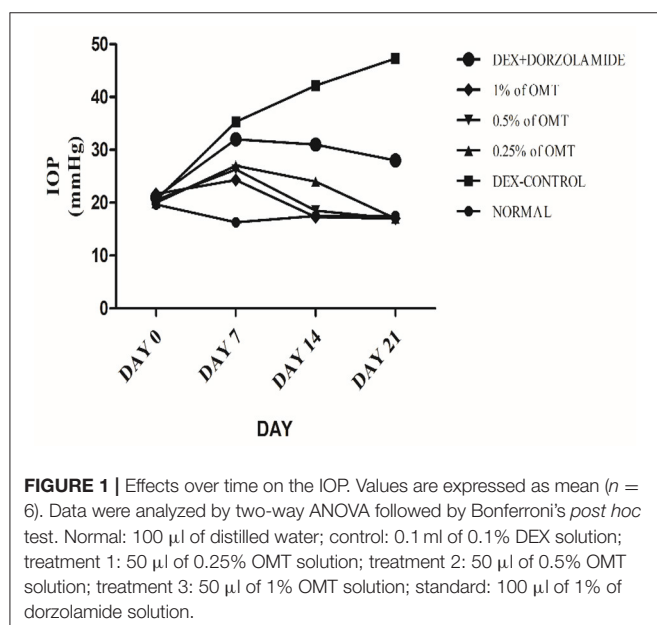 50
40
30
20
10
0
IOP
(mmHg)
DAY 0
DAY 7
DAY 14
DAY 21
DAY
DEX+DORZOLAMIDE
1% of OMT
0.5% of OMT
0.25% of OMT
DEX-CONTROL
NORMAL
FIGURE 1 | Effects over time on the IOP. Values are expressed as mean (n =
6). Data were analyzed by two-way ANOVA followed by Bonferroni's post hoc
test. Normal: 100 μl of distilled water; control: 0.1 ml of 0.1% DEX solution;
treatment 1: 50 μl of 0.25% OMT solution; treatment 2: 50 μl of 0.5% OMT
solution; treatment 3: 50 μl of 1% OMT solution; standard: 100 μl of 1% of
dorzolamide solution.